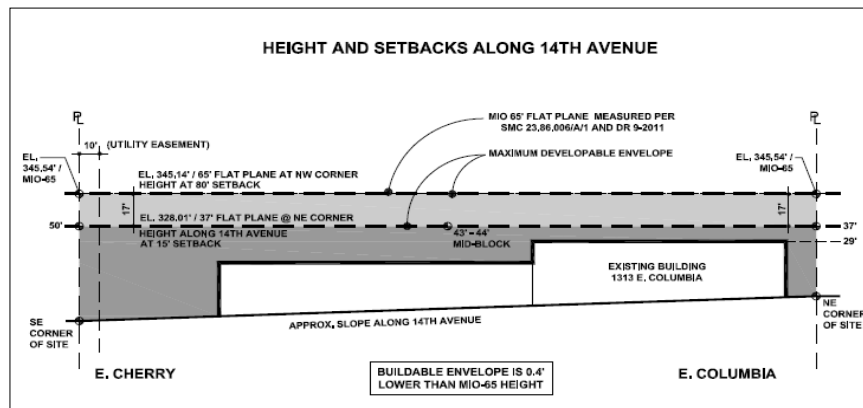 HEIGHT AND SETBACKS ALONG 14TH AVENUE
PL
PL
10'
(UTILITY EASEMENT)
MIO 65' FLAT PLANE MEASURED PER
SMC 23,86,006/A/1 AND DR 9-2011
MAXIMUM DEVELOPABLE ENVELOPE
EL,
345,54' /
MIO-65
EL, 345,54' /
MIO-65
EL, 345,14' / 65' FLAT PLANE AT NW CORNER
HEIGHT AT 80' SETBACK
17'
17'
50'
EL. 328.01' / 37' FLAT PLANE @ NE CORNER
37'
HEIGHT ALONG 14TH AVENUE
AT 15' SETBACK
43' - 44'
MID-BLOCK
29'
EXISTING BUILDING
1313 E. COLUMBIA
SE
CORNER
OF SITE
APPROX, SLOPE ALONG 14TH AVENUE
NE
CORNER
OF SITE
E. CHERRY
BUILDABLE ENVELOPE IS 0.4'
LOWER THAN MIO-65 HEIGHT
E. COLUMBIA